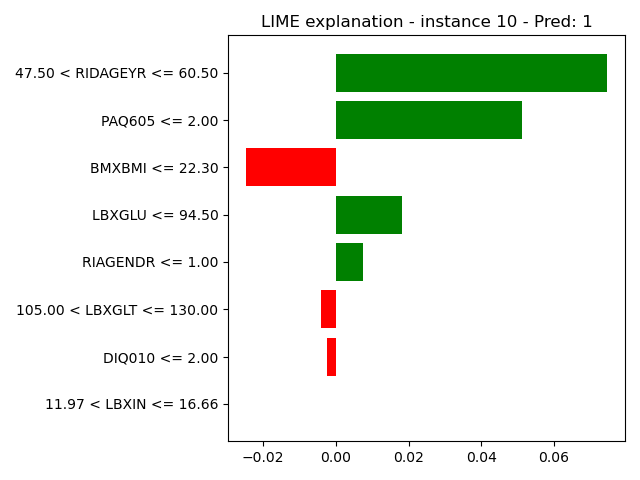 LIME explanation - instance 10 - Pred: 1
47.50 < RIDAGEYR <= 60.50
PAQ605 <= 2.00
BMXBMI <= 22.30
LBXGLU <= 94.50
RIAGENDR <= 1.00
105.00 < LBXGLT <= 130.00
DIQ010 <= 2.00
11.97 < LBXIN <= 16.66
−0.02 0.00 0.02 0.04 0.06